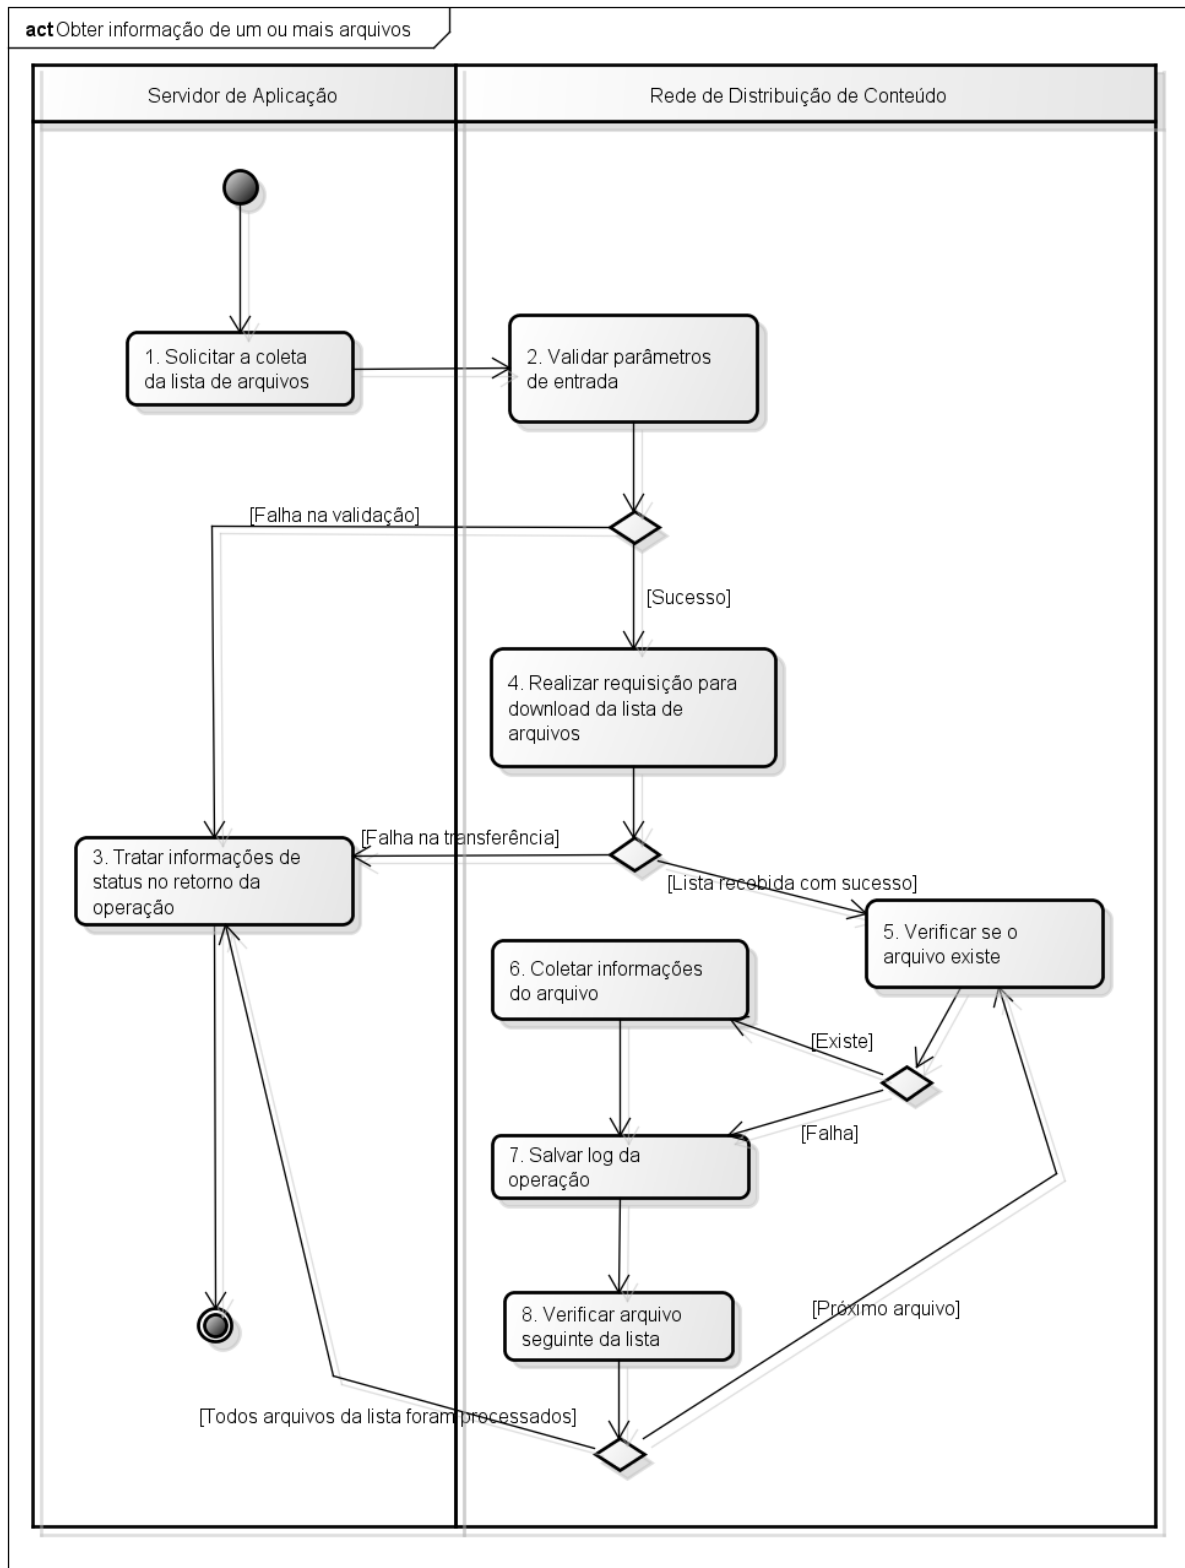 act Obter informação de um ou mais arquivos
Servidor de Aplicação
Rede de Distribuição de Conteúdo
1. Solicitar a coleta
da lista de arquivos
2. Validar parâmetros
de entrada
[Falha na validação]
[Sucesso]
4. Realizar requisição para
download da lista de
arquivos
[Falha na transferência]
3. Tratar informações de
status no retorno da
operação
[Lista recobida com sucesso]
5. Verificar se o
arquivo existe
6. Coletar informações
do arquivo
[Existe]
[Falha]
7. Salvar log da
operação
8. Verificar arquivo
seguinte da lista
[Próximo arquivo]
[Todos arquivos da lista foram processados]